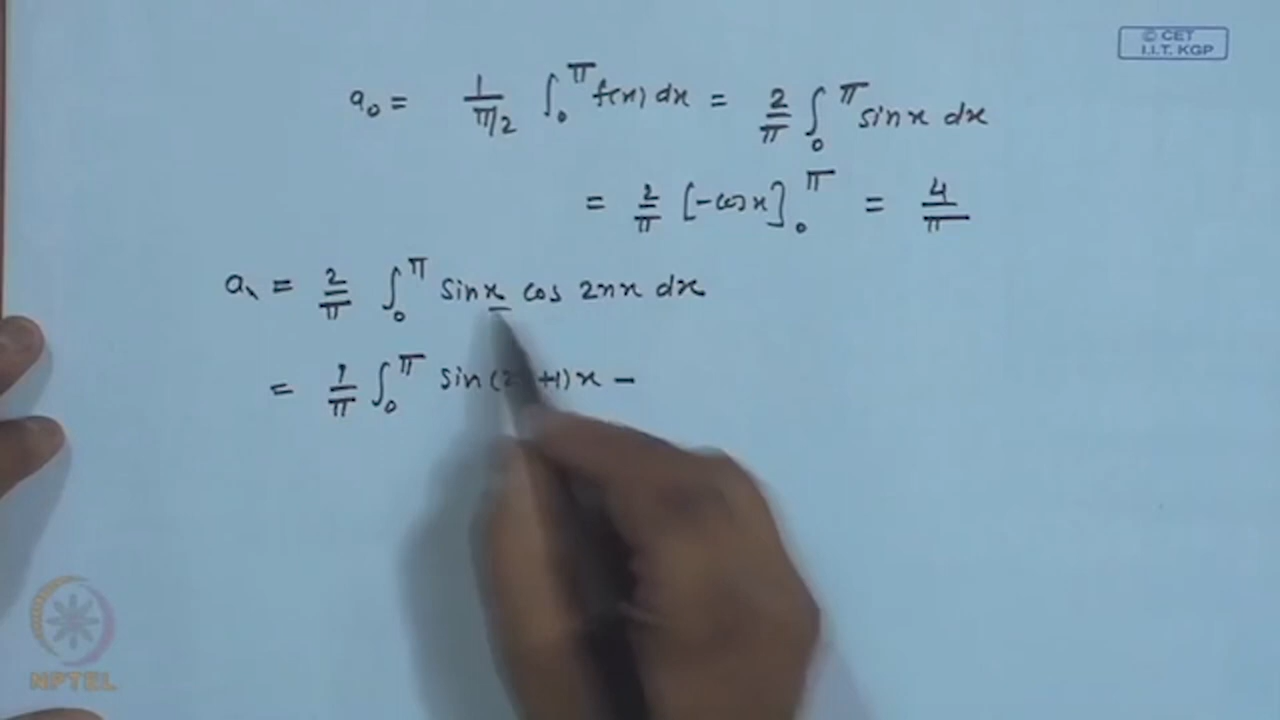 © CET
I.I.T. KGP
a₀ = 1/π/2 ∫₀^π f(x) dx = 2/π ∫₀^π sin x dx
= 2/π [-cos x]₀^π = 4/π
a = 2/π ∫₀^π sin x cos 2nx dx
= 1/π ∫₀^π sin(2 +1)x -
NPTEL